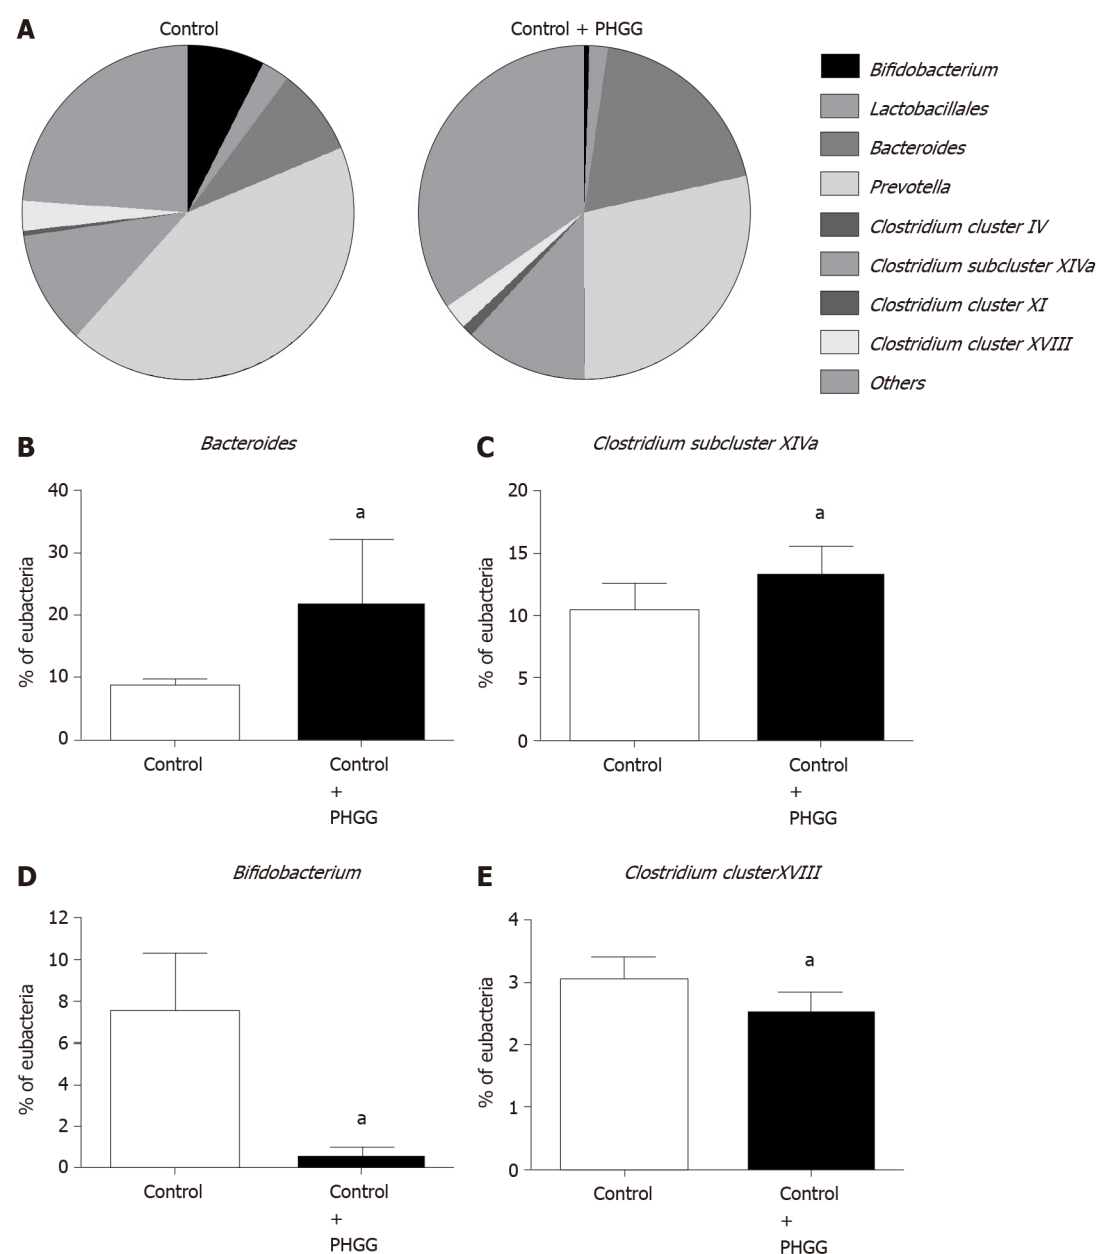 A
Control
Control + PHGG
Bifidobacterium
Lactobacillales
Bacteroides
Prevotella
Clostridium cluster IV
Clostridium subcluster XIVa
Clostridium cluster XI
Clostridium cluster XVIII
Others
B
Bacteroides
% of eubacteria
40
30
20
10
0
a
Control
Control
+
PHGG
C
Clostridium subcluster XIVa
% of eubacteria
20
15
10
5
0
a
Control
Control
+
PHGG
D
Bifidobacterium
% of eubacteria
12
10
8
6
4
2
0
a
Control
Control
+
PHGG
E
Clostridium clusterXVIII
% of eubacteria
4
3
2
1
0
a
Control
Control
+
PHGG